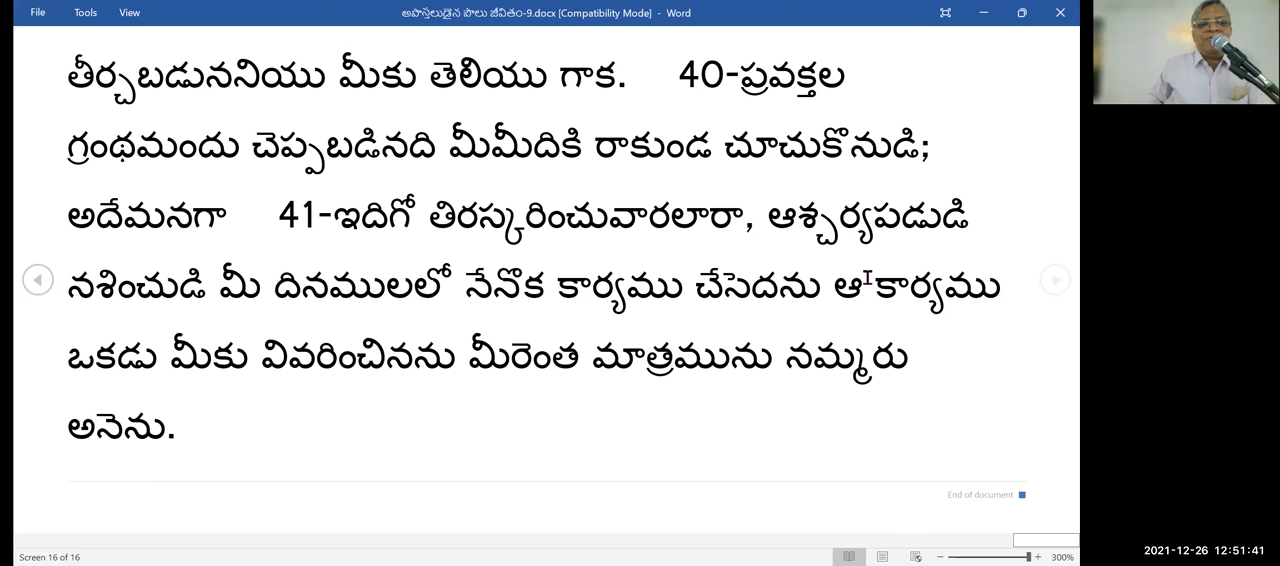 File Tools View అపొస్తలుడైన పౌలు జీవితం-9.docx [Compatibility Mode] - Word
తీర్చబడుననియు మీకు తెలియు గాక. 40-ప్రవక్తల
గ్రంథమందు చెప్పబడినది మీమీదికి రాకుండ చూచుకొనుడి;
అదేమనగా 41-ఇదిగో తిరస్కరించువారలారా, ఆశ్చర్యపడుడి
నశించుడి మీ దినములలో నేనొక కార్యము చేసెదను ఆ కార్యము
ఒకడు మీకు వివరించినను మీరెంత మాత్రమును నమ్మరు
అనెను.
End of document
Screen 16 of 16
300%
2021-12-26 12:51:41